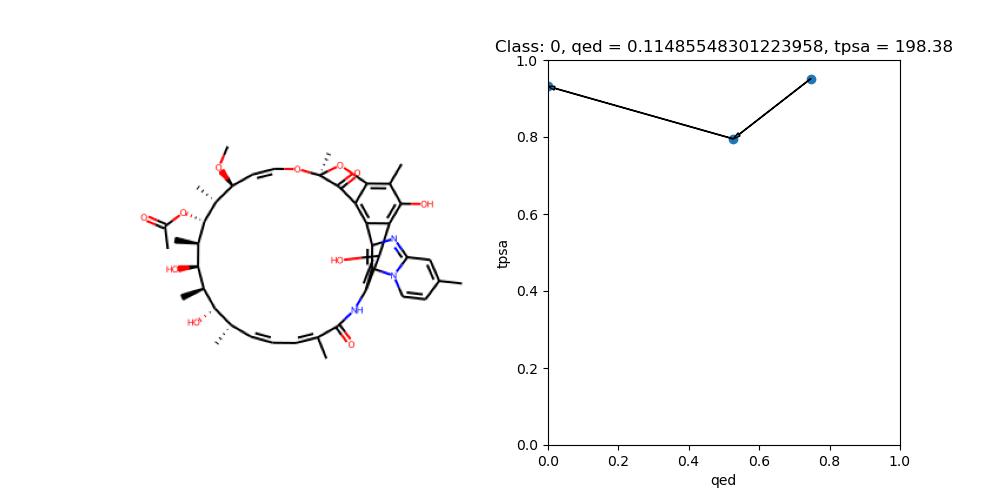 Class: 0, qed = 0.11485548301223958, tpsa = 198.38
1.0
0.8
0.6
0.4
0.2
0.0
tpsa
0.0 0.2 0.4 0.6 0.8 1.0
qed
O
O
O
O
O
O
OH
HO
N
N
HO
HO
NH
O